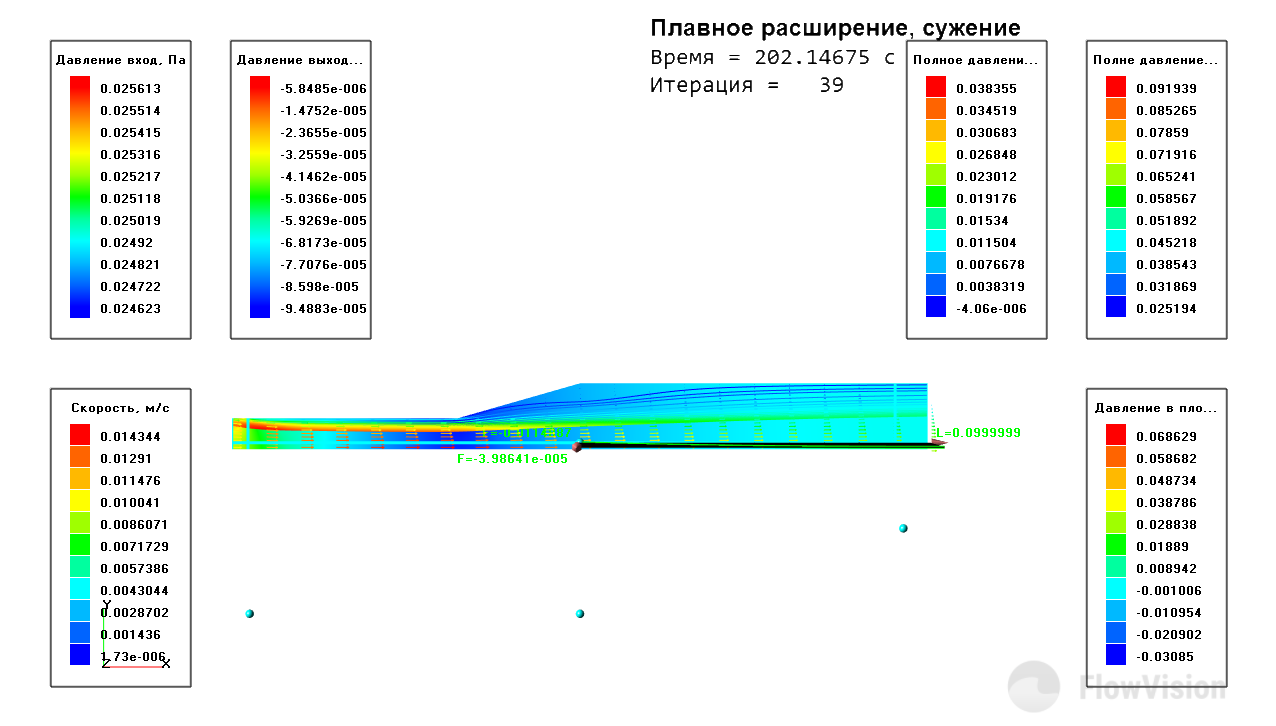 Плавное расширение, сужение
Время = 202.14675 с
Итерация = 39
Давление вход, Па
0.025613
0.025514
0.025415
0.025316
0.025217
0.025118
0.025019
0.02492
0.024821
0.024722
0.024623
Давление выход...
-5.8485e-006
-1.4752e-005
-2.3655e-005
-3.2559e-005
-4.1462e-005
-5.0366e-005
-5.9269e-005
-6.8173e-005
-7.7076e-005
-8.598e-005
-9.4883e-005
Полное давлени...
0.038355
0.034519
0.030683
0.026848
0.023012
0.019176
0.01534
0.011504
0.0076678
0.0038319
-4.06e-006
Полне давление...
0.091939
0.085265
0.07859
0.071916
0.065241
0.058567
0.051892
0.045218
0.038543
0.031869
0.025194
Скорость, м/с
0.014344
0.01291
0.011476
0.010041
0.0086071
0.0071729
0.0057386
0.0043044
0.0028702
0.001436
1.73e-006
Y
Z
X
L=0.0999999
F=-3.98641e-005
Давление в пло...
0.068629
0.058682
0.048734
0.038786
0.028838
0.01889
0.008942
-0.001006
-0.010954
-0.020902
-0.03085
FlowVision